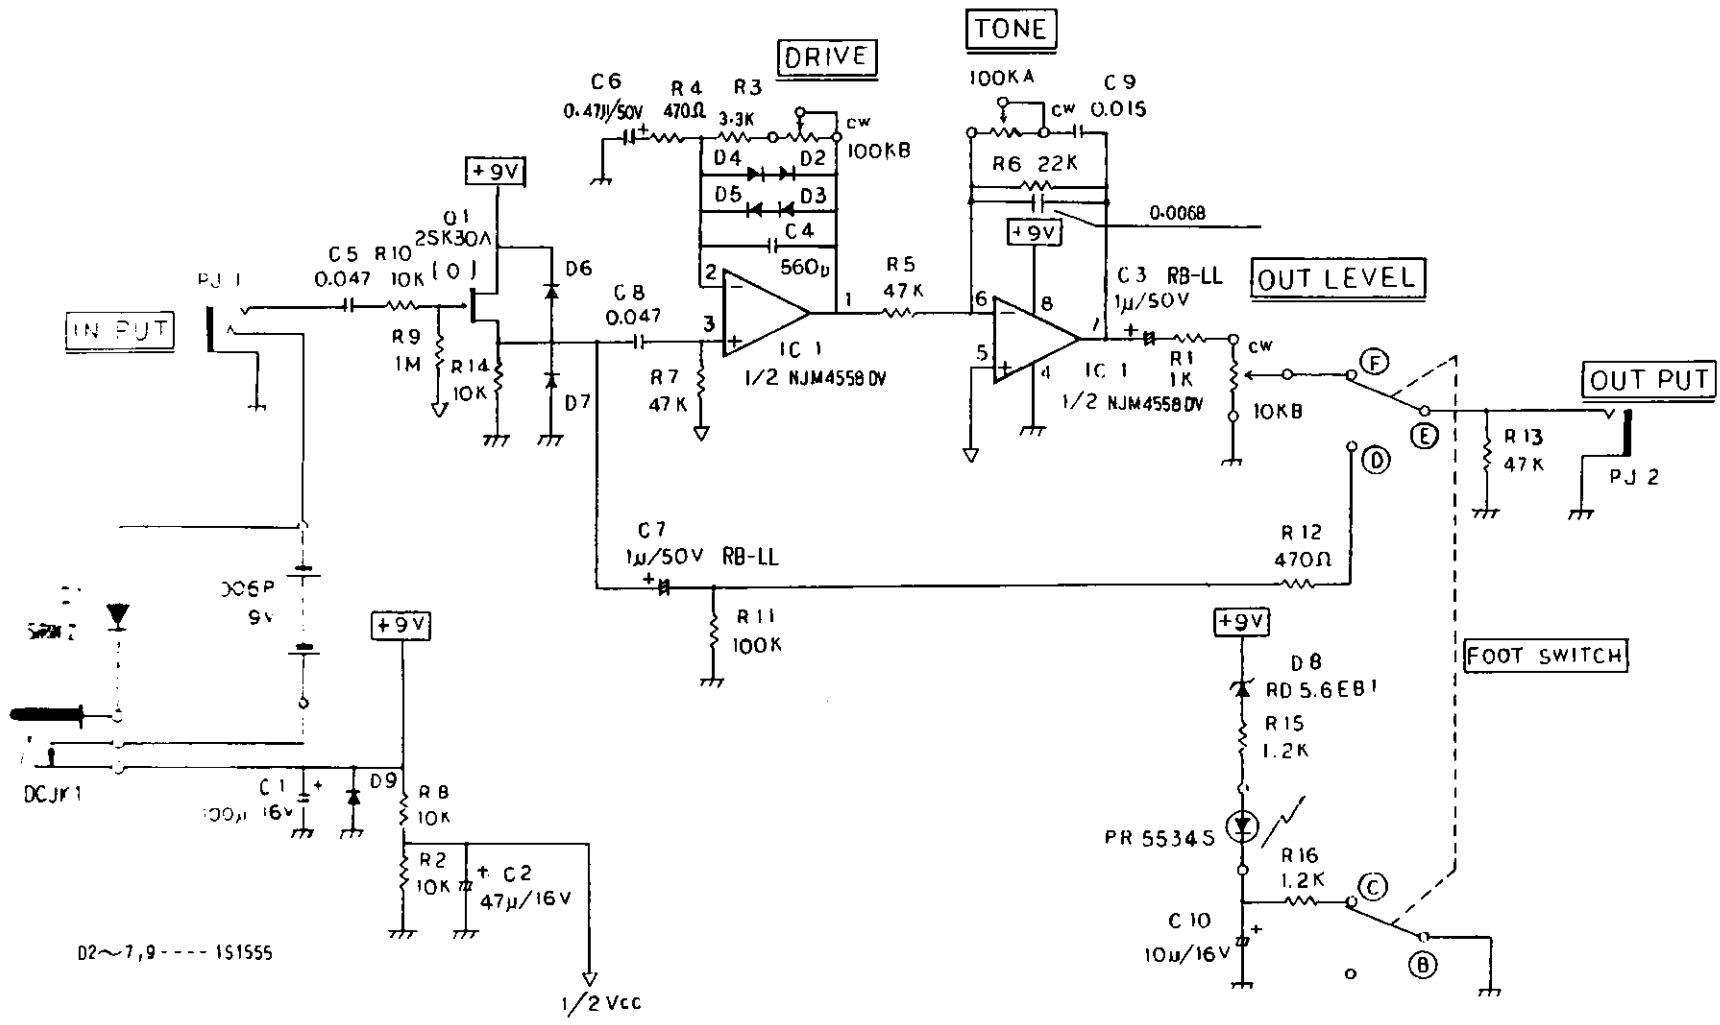 TONE
DRIVE
100KA
C9
0.015
CW
C6
0.47μ/50V
+
R4
470Ω
R3
3.3K
CW
100KB
D4
D2
D5
D3
C4
R6 22K
0.0068
+9V
+9V
Q1
2SK30A
(O)
C5
0.047
R10
10K
D6
PJ 1
IN PUT
R9
1M
R14
10K
D7
C8
0.047
2
−
3
+
1
IC 1
1/2 NJM4558DV
R7
47K
R5
47K
6
−
5
+
8
4
7
IC 1
1/2 NJM4558DV
C3 RB-LL
1μ/50V
+
R1
1K
OUT LEVEL
CW
10KB
F
E
D
OUT PUT
R13
47K
PJ 2
C7
1μ/50V RB-LL
+
R11
100K
R12
470Ω
006P
9V
+9V
+9V
D8
RD 5.6EB1
R15
1.2K
FOOT SWITCH
DCJK1
C1
+
100μ 16V
D9
R8
10K
R2
10K
+
C2
47μ/16V
1/2 Vcc
PR 5534S
R16
1.2K
C
B
C10
10μ/16V
+
D2~7,9---- 1S1555